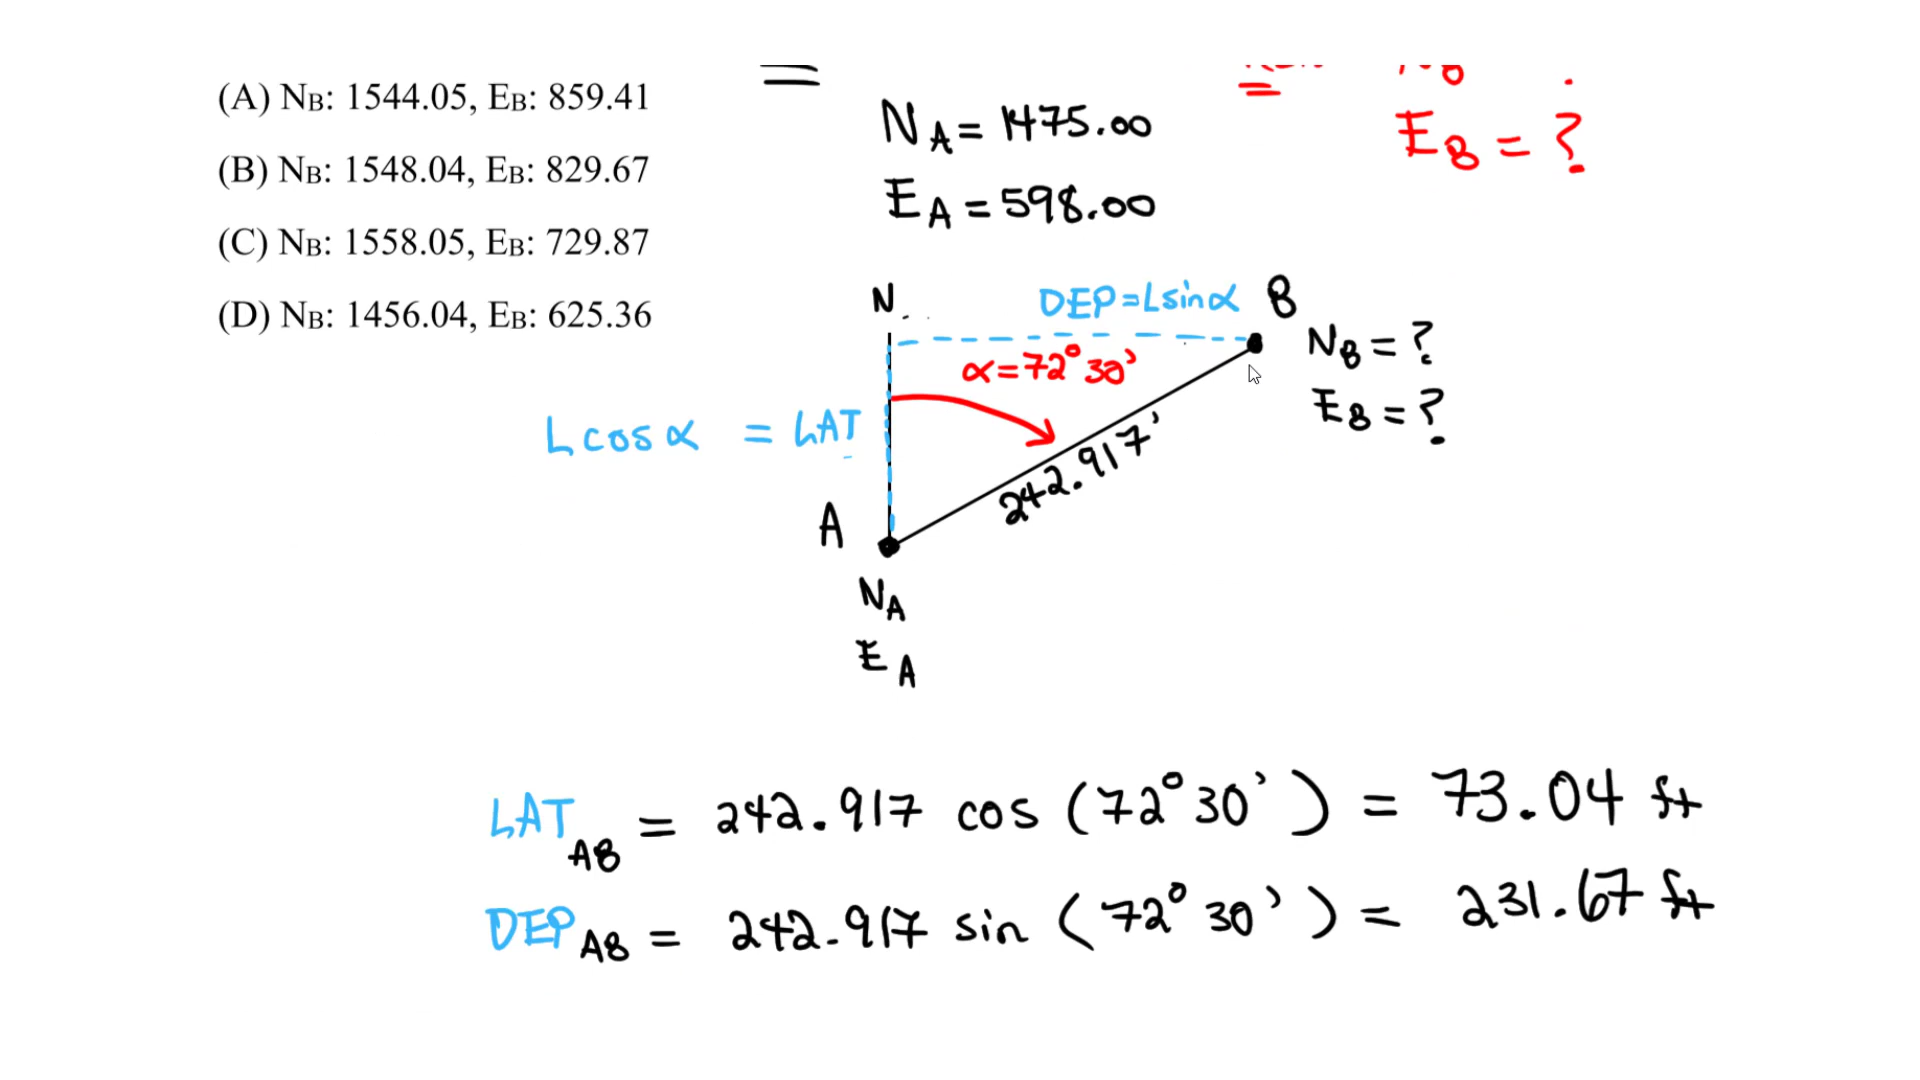 (A) NB: 1544.05, EB: 859.41
(B) NB: 1548.04, EB: 829.67
(C) NB: 1558.05, EB: 729.87
(D) NB: 1456.04, EB: 625.36
NA = 1475.00
EA = 598.00
EB = ?
N
DEP = L sin α
B
α = 72° 30'
NB = ?
EB = ?
L cos α = LAT
242.917'
A
NA
EA
LATAB = 242.917 cos (72° 30') = 73.04 ft
DEPAB = 242.917 sin (72° 30') = 231.67 ft